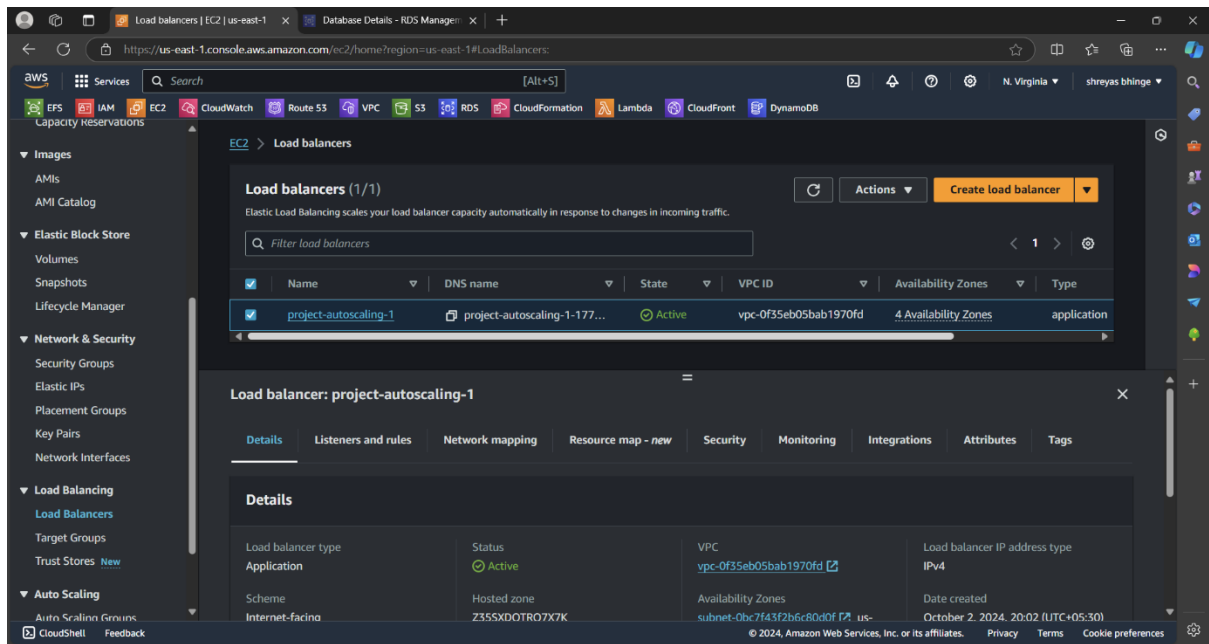 Load balancers | EC2 | us-east-1
Database Details - RDS Managem
https://us-east-1.console.aws.amazon.com/ec2/home?region=us-east-1#LoadBalancers:
aws Services Search [Alt+S] N. Virginia shreyas bhinge
EFS IAM EC2 CloudWatch Route 53 VPC S3 RDS CloudFormation Lambda CloudFront DynamoDB
Capacity Reservations
Images
AMIs
AMI Catalog
Elastic Block Store
Volumes
Snapshots
Lifecycle Manager
Network & Security
Security Groups
Elastic IPs
Placement Groups
Key Pairs
Network Interfaces
Load Balancing
Load Balancers
Target Groups
Trust Stores New
Auto Scaling
Auto Scaling Groups
EC2 > Load balancers
Load balancers (1/1)
Actions
Create load balancer
Elastic Load Balancing scales your load balancer capacity automatically in response to changes in incoming traffic.
Filter load balancers
1
Name DNS name State VPC ID Availability Zones Type
project-autoscaling-1 project-autoscaling-1-177... Active vpc-0f35eb05bab1970fd 4 Availability Zones application
Load balancer: project-autoscaling-1
Details Listeners and rules Network mapping Resource map - new Security Monitoring Integrations Attributes Tags
Details
Load balancer type Status VPC Load balancer IP address type
Application Active vpc-0f35eb05bab1970fd IPv4
Scheme Hosted zone Availability Zones Date created
Internet-facing Z35SXDOTRQ7X7K subnet-0bc7f43f2b6c80d0f us- October 2, 2024, 20:02 (UTC+05:30)
CloudShell Feedback © 2024, Amazon Web Services, Inc. or its affiliates. Privacy Terms Cookie preferences